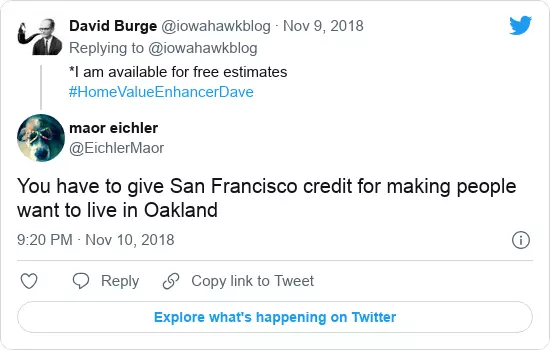 David Burge @iowahawkblog · Nov 9, 2018
Replying to @iowahawkblog
*I am available for free estimates
#HomeValueEnhancerDave
maor eichler
@EichlerMaor
You have to give San Francisco credit for making people
want to live in Oakland
9:20 PM · Nov 10, 2018
Reply
Copy link to Tweet
Explore what's happening on Twitter